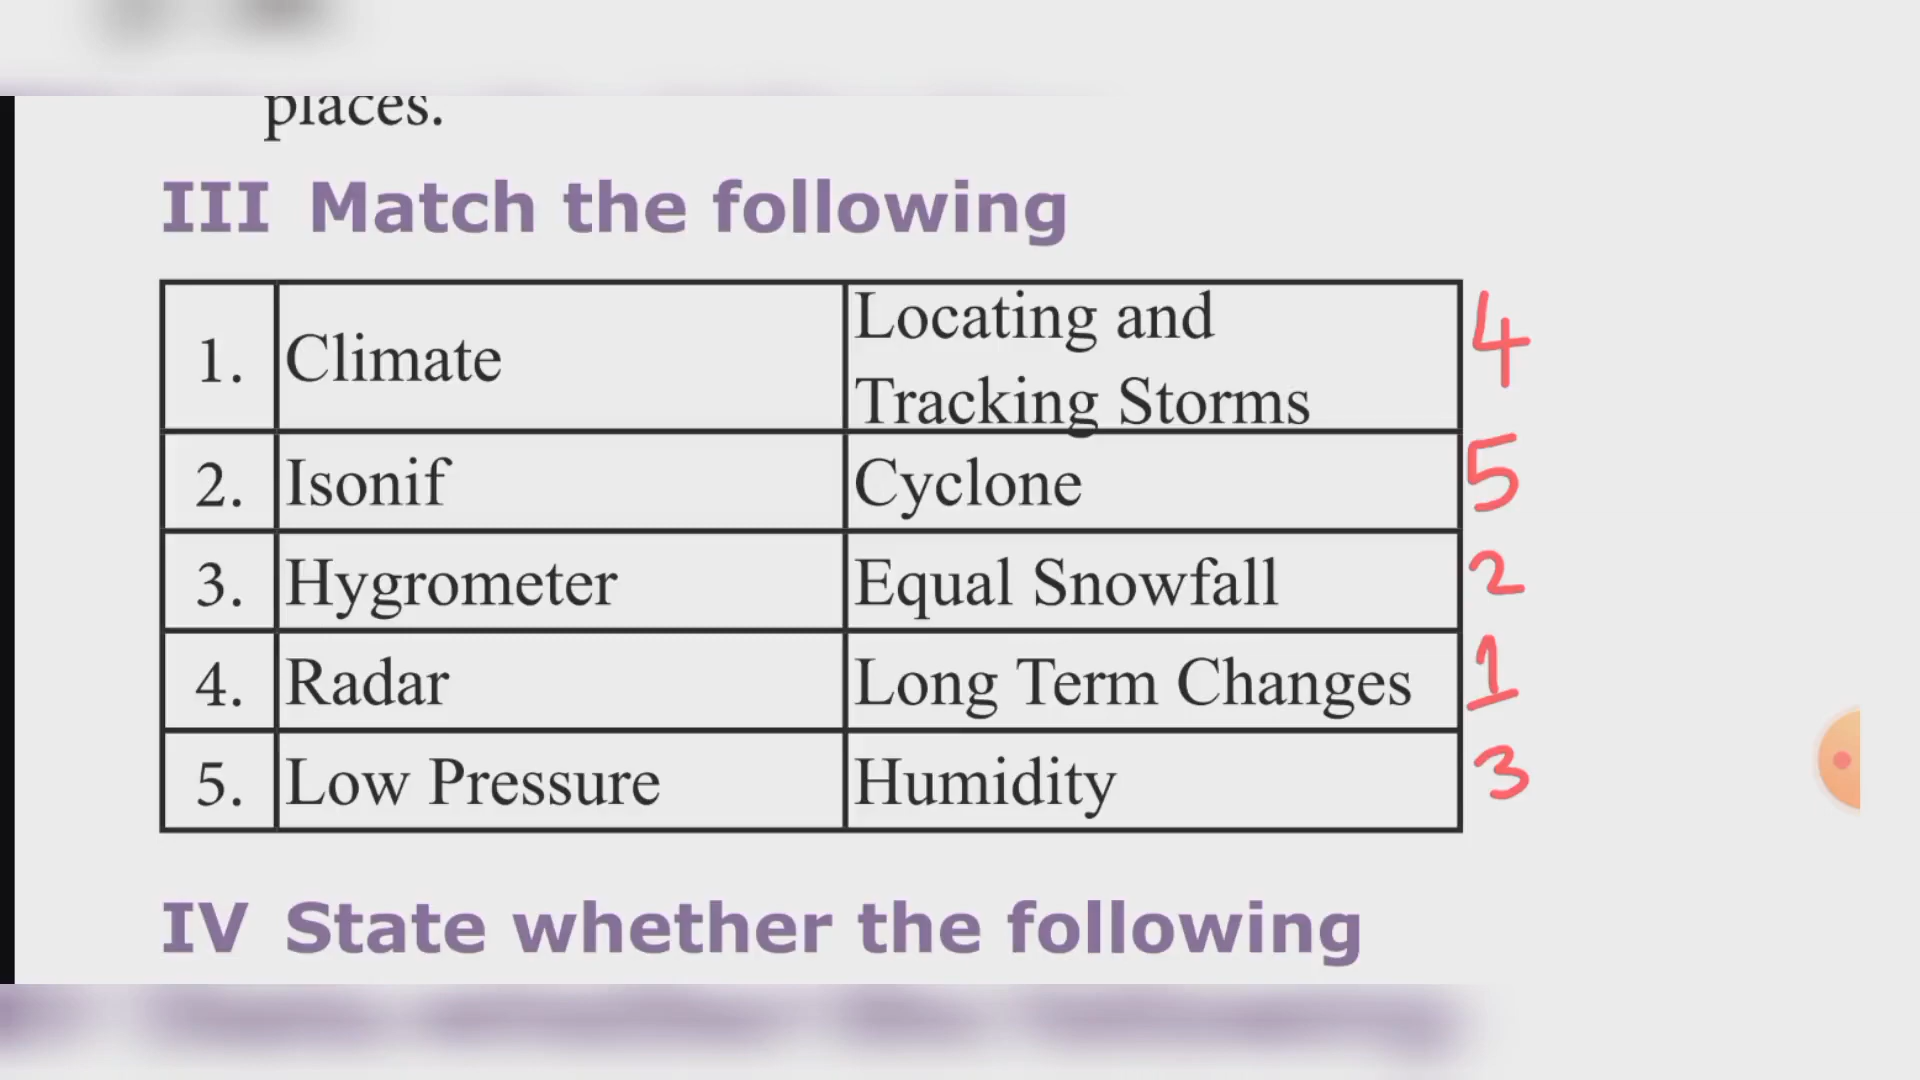 places.
III Match the following
1. Climate Locating and Tracking Storms 4
2. Isonif Cyclone 5
3. Hygrometer Equal Snowfall 2
4. Radar Long Term Changes 1
5. Low Pressure Humidity 3
IV State whether the following